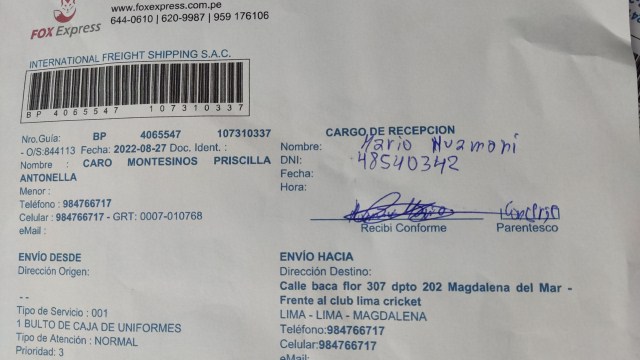 www.foxexpress.com.pe
644-0610 | 620-9987 | 959 176106
FOX Express
INTERNATIONAL FREIGHT SHIPPING S.A.C.
BP 4065547 107310337
Nro.Guía: BP 4065547 107310337
- O/S:844113 Fecha: 2022-08-27 Doc. Ident. :
Nombre : CARO MONTESINOS PRISCILLA
ANTONELLA
Menor :
Teléfono : 984766717
Celular : 984766717 - GRT: 0007-010768
eMail :
CARGO DE RECEPCION
Nombre: Mario Huamoni
DNI: 48540342
Fecha:
Hora:
Recibi Conforme Parentesco
ENVÍO DESDE
Dirección Origen:
--
Tipo de Servicio : 001
1 BULTO DE CAJA DE UNIFORMES
Tipo de Atención : NORMAL
Prioridad: 3
ENVÍO HACIA
Dirección Destino:
Calle baca flor 307 dpto 202 Magdalena del Mar -
Frente al club lima cricket
LIMA - LIMA - MAGDALENA
Teléfono:984766717
Celular:984766717
eMail: